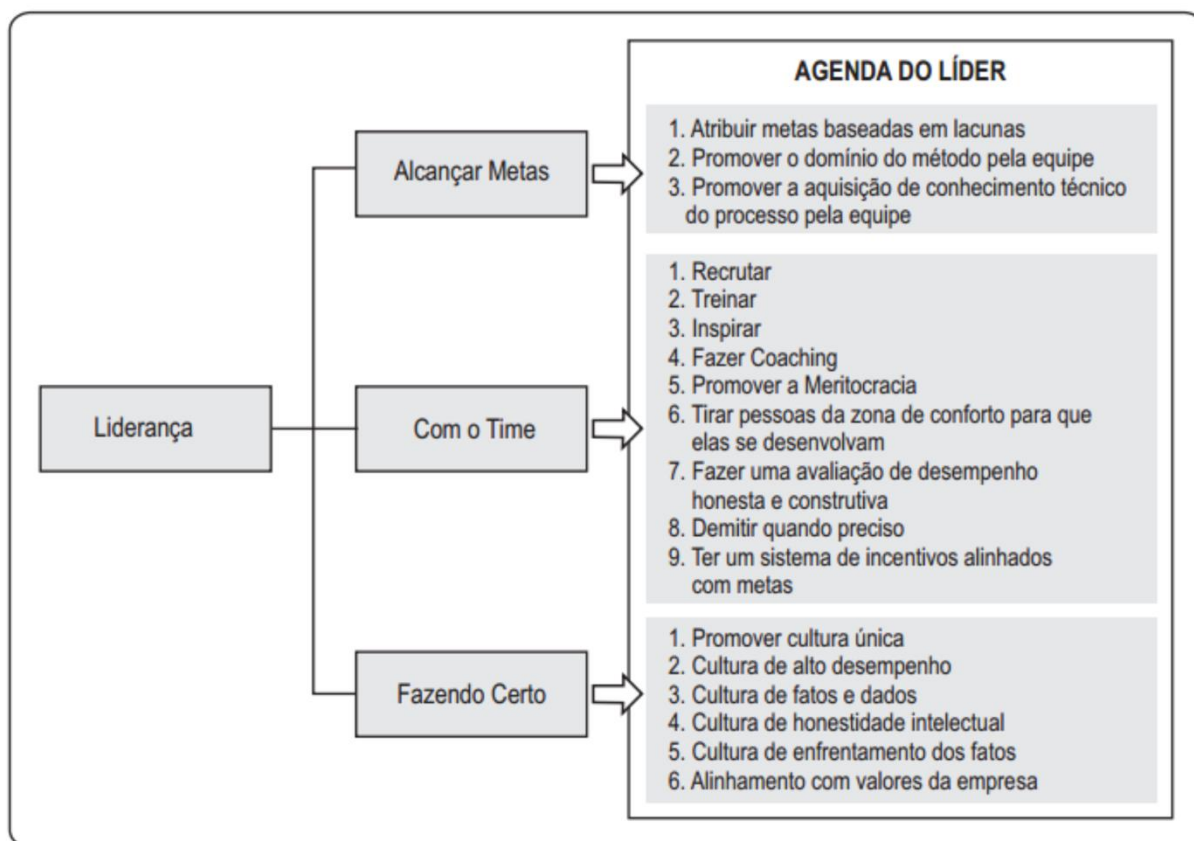 Liderança
Alcançar Metas
Com o Time
Fazendo Certo
AGENDA DO LÍDER
1. Atribuir metas baseadas em lacunas
2. Promover o domínio do método pela equipe
3. Promover a aquisição de conhecimento técnico
do processo pela equipe
1. Recrutar
2. Treinar
3. Inspirar
4. Fazer Coaching
5. Promover a Meritocracia
6. Tirar pessoas da zona de conforto para que
elas se desenvolvam
7. Fazer uma avaliação de desempenho
honesta e construtiva
8. Demitir quando preciso
9. Ter um sistema de incentivos alinhados
com metas
1. Promover cultura única
2. Cultura de alto desempenho
3. Cultura de fatos e dados
4. Cultura de honestidade intelectual
5. Cultura de enfrentamento dos fatos
6. Alinhamento com valores da empresa